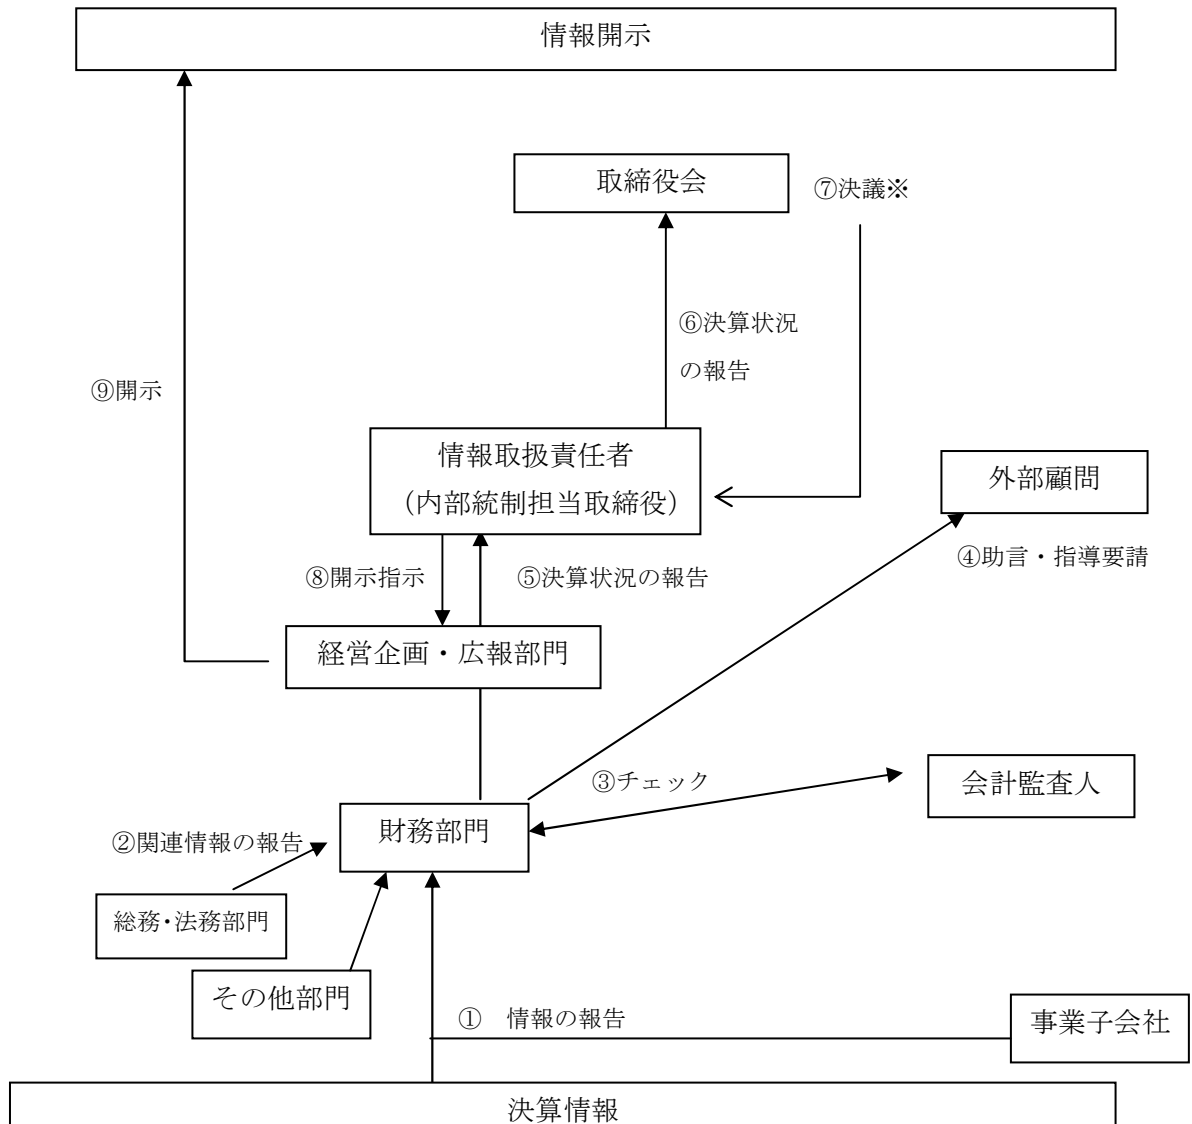 情報開示
取締役会
⑦決議※
⑥決算状況
の報告
⑨開示
情報取扱責任者
（内部統制担当取締役）
外部顧問
④助言・指導要請
⑧開示指示
⑤決算状況の報告
経営企画・広報部門
③チェック
会計監査人
財務部門
②関連情報の報告
総務・法務部門
その他部門
①　情報の報告
事業子会社
決算情報